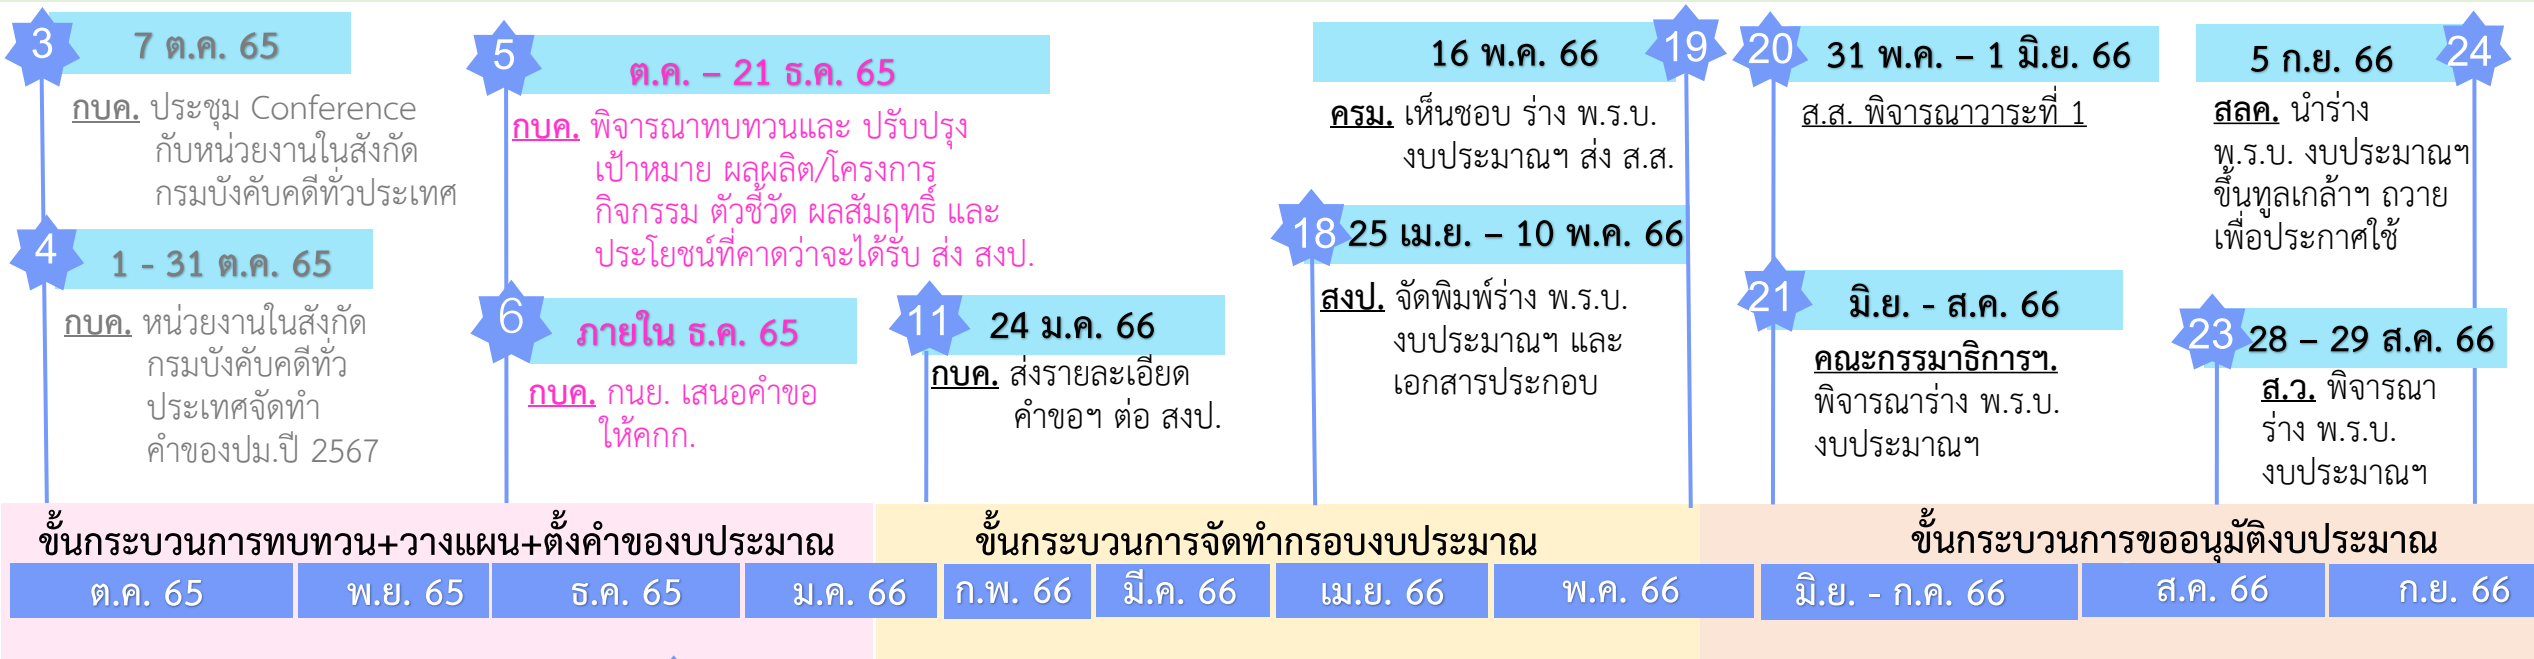 3
7 ต.ค. 65
กบค. ประชุม Conference
กับหน่วยงานในสังกัด
กรมบังคับคดีทั่วประเทศ
4
1 - 31 ต.ค. 65
กบค. หน่วยงานในสังกัด
กรมบังคับคดีทั่ว
ประเทศจัดทำ
คำของปม.ปี 2567
5
ต.ค. – 21 ธ.ค. 65
กบค. พิจารณาทบทวนและ ปรับปรุง
เป้าหมาย ผลผลิต/โครงการ
กิจกรรม ตัวชี้วัด ผลสัมฤทธิ์ และ
ประโยชน์ที่คาดว่าจะได้รับ ส่ง สงป.
6
ภายใน ธ.ค. 65
กบค. กนย. เสนอคำขอ
ให้คกก.
11
24 ม.ค. 66
กบค. ส่งรายละเอียด
คำขอฯ ต่อ สงป.
16 พ.ค. 66
19
ครม. เห็นชอบ ร่าง พ.ร.บ.
งบประมาณฯ ส่ง ส.ส.
18
25 เม.ย. – 10 พ.ค. 66
สงป. จัดพิมพ์ร่าง พ.ร.บ.
งบประมาณฯ และ
เอกสารประกอบ
20
31 พ.ค. – 1 มิ.ย. 66
ส.ส. พิจารณาวาระที่ 1
21
มิ.ย. - ส.ค. 66
คณะกรรมาธิการฯ.
พิจารณาร่าง พ.ร.บ.
งบประมาณฯ
5 ก.ย. 66
24
สลค. นำร่าง
พ.ร.บ. งบประมาณฯ
ขึ้นทูลเกล้าฯ ถวาย
เพื่อประกาศใช้
23
28 – 29 ส.ค. 66
ส.ว. พิจารณา
ร่าง พ.ร.บ.
งบประมาณฯ
ขั้นกระบวนการทบทวน+วางแผน+ตั้งคำของบประมาณ
ขั้นกระบวนการจัดทำกรอบงบประมาณ
ขั้นกระบวนการขออนุมัติงบประมาณ
ต.ค. 65
พ.ย. 65
ธ.ค. 65
ม.ค. 66
ก.พ. 66
มี.ค. 66
เม.ย. 66
พ.ค. 66
มิ.ย. - ก.ค. 66
ส.ค. 66
ก.ย. 66